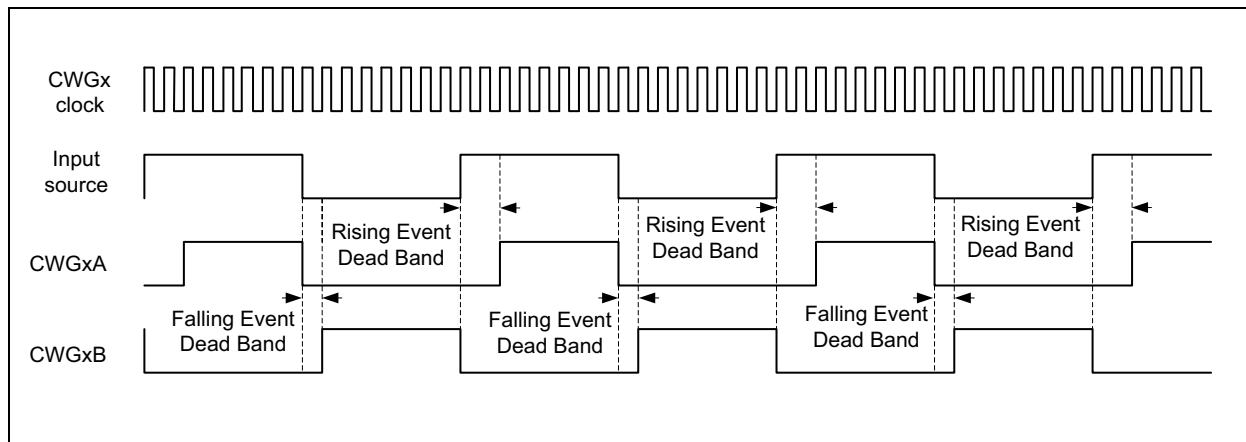 CWGx
clock
Input
source
Rising Event
Dead Band
Rising Event
Dead Band
Rising Event
Dead Band
CWGxA
Falling Event
Dead Band
Falling Event
Dead Band
Falling Event
Dead Band
CWGxB